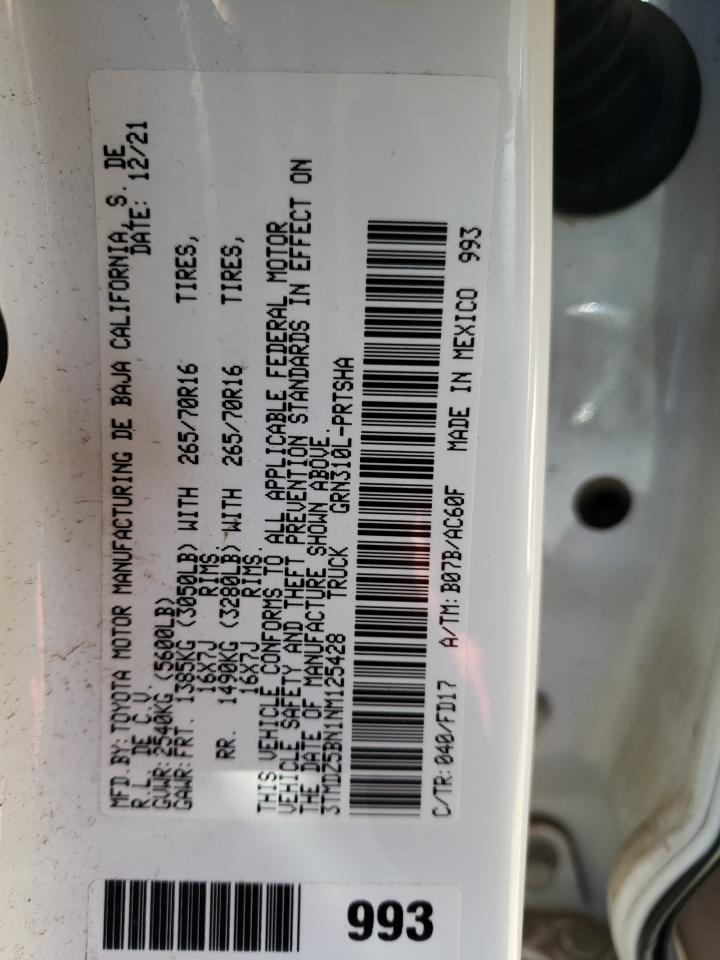 MFD.BY: TOYOTA MOTOR MANUFACTURING DE BAJA CALIFORNIA, S. DE
R.L. DE C.V. DATE: 12/21
GVWR: 2540KG (5600LB)
GAWR: FRT. 1385KG (3050LB) WITH 265/70R16 TIRES,
16X7J RIMS.
RR. 1490KG (3280LB) WITH 265/70R16 TIRES,
16X7J RIMS.
THIS VEHICLE CONFORMS TO ALL APPLICABLE FEDERAL MOTOR
VEHICLE SAFETY AND THEFT PREVENTION STANDARDS IN EFFECT ON
THE DATE OF MANUFACTURE SHOWN ABOVE.
3TMDZ5BN1NM125428 TRUCK GRN310L-PRTSHA
C/TR: 040/FD17 A/TM: B07B/AC60F MADE IN MEXICO 993
993